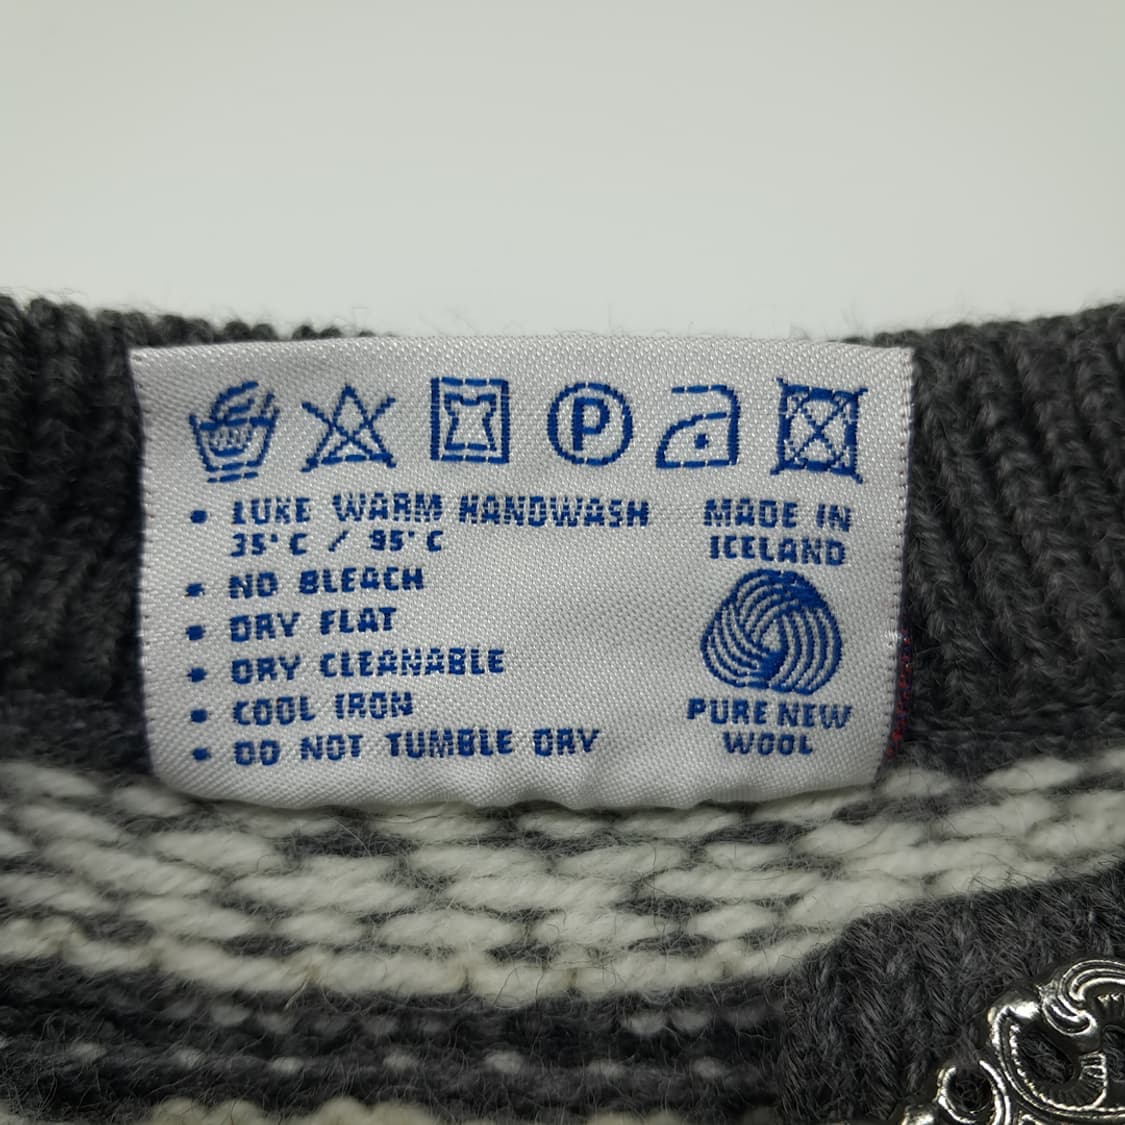 P
• LUKE WARM HANDWASH
35°C / 95°C
• NO BLEACH
• DRY FLAT
• DRY CLEANABLE
• COOL IRON
• DO NOT TUMBLE DRY
MADE IN
ICELAND
PURE NEW
WOOL